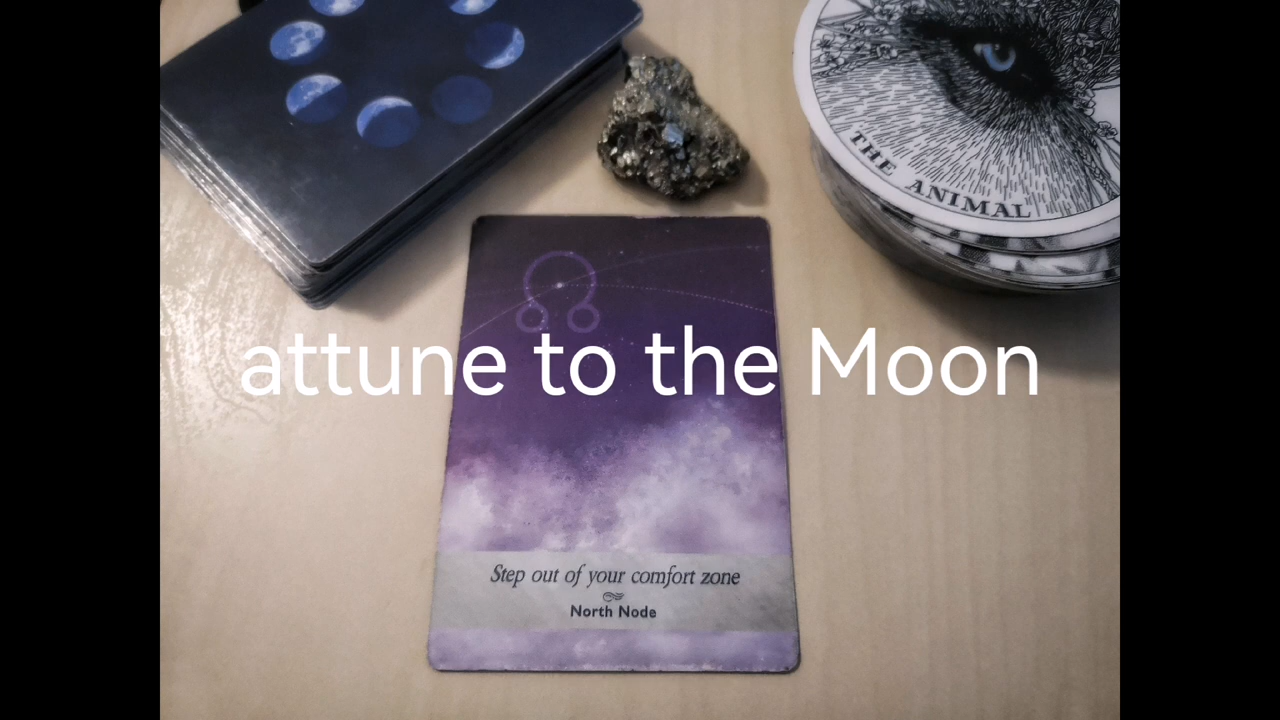 THE ANIMAL
attune to the Moon
Step out of your comfort zone
North Node